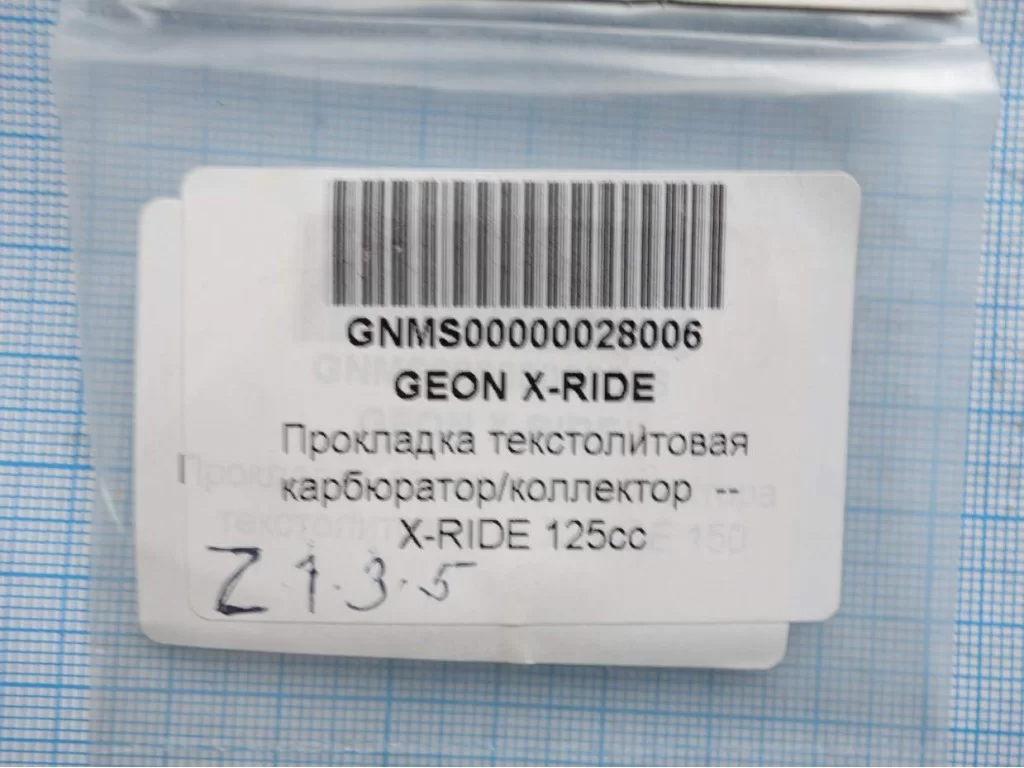 GNMS00000028006
GEON X-RIDE
Прокладка текстолитовая
карбюратор/коллектор --
X-RIDE 125cc
Z 1.3.5